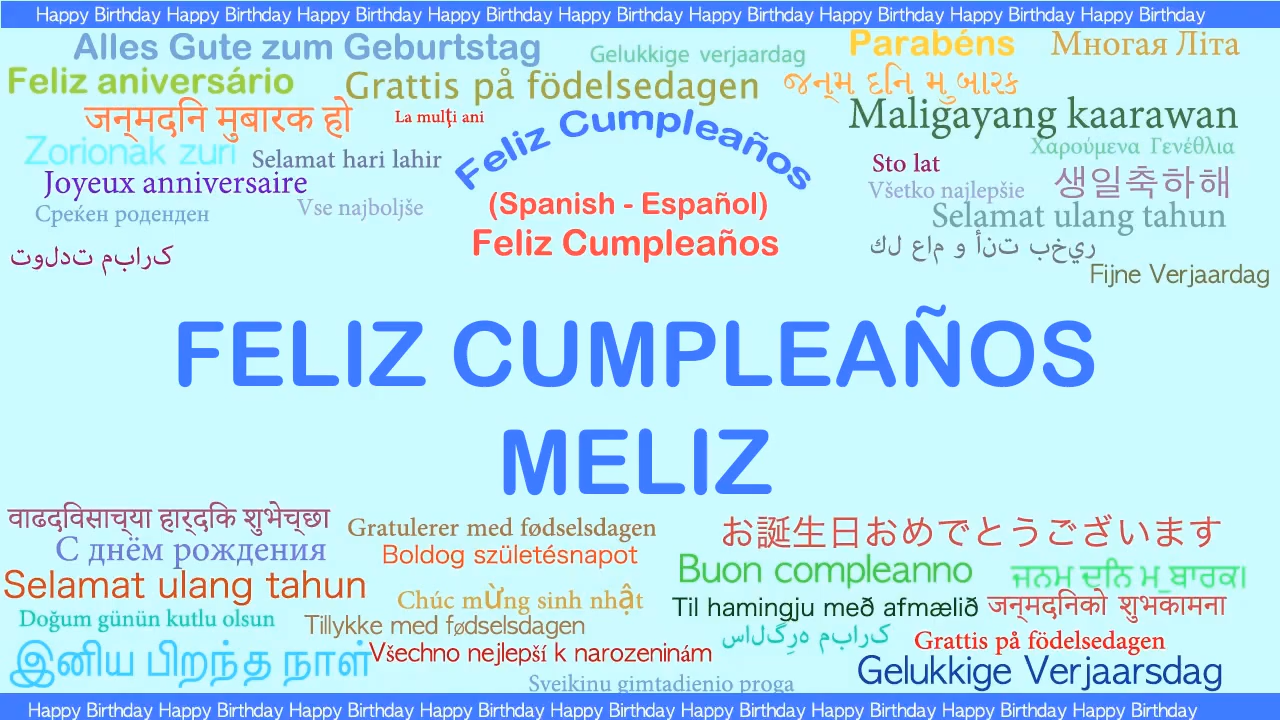 Happy Birthday Happy Birthday Happy Birthday Happy Birthday Happy Birthday Happy Birthday Happy Birthday Happy Birthday Happy Birthday
Alles Gute zum Geburtstag
Gelukkige verjaardag
Parabéns
Многая Літа
Feliz aniversário
Grattis på födelsedagen
જન્મ દિન મુબારક
जन्मदिन मुबारक हो
La mulţi ani
Feliz Cumpleaños
Maligayang kaarawan
Zorionak zuri
Selamat hari lahir
Χαρούμενα Γενέθλια
Sto lat
Joyeux anniversaire
(Spanish - Español)
Všetko najlepšie
생일축하해
Среќен роденден
Vse najboljše
Feliz Cumpleaños
Selamat ulang tahun
تولدت مبارک
كل عام و أنت بخير
Fijne Verjaardag
FELIZ CUMPLEAÑOS
MELIZ
वाढदिवसाच्या हार्दिक शुभेच्छा
Gratulerer med fødselsdagen
お誕生日おめでとうございます
С днём рождения
Boldog születésnapot
Buon compleanno
ਜਨਮ ਦਿਨ ਮੁਬਾਰਕ।
Selamat ulang tahun
Chúc mừng sinh nhật
Til hamingju með afmælið
जन्मदिनको शुभकामना
Doğum günün kutlu olsun
Tillykke med fødselsdagen
سالگرہ مبارک
Grattis på födelsedagen
இனிய பிறந்த நாள்
Všechno nejlepší k narozeninám
Gelukkige Verjaarsdag
Sveikinu gimtadienio proga
Happy Birthday Happy Birthday Happy Birthday Happy Birthday Happy Birthday Happy Birthday Happy Birthday Happy Birthday Happy Birthday